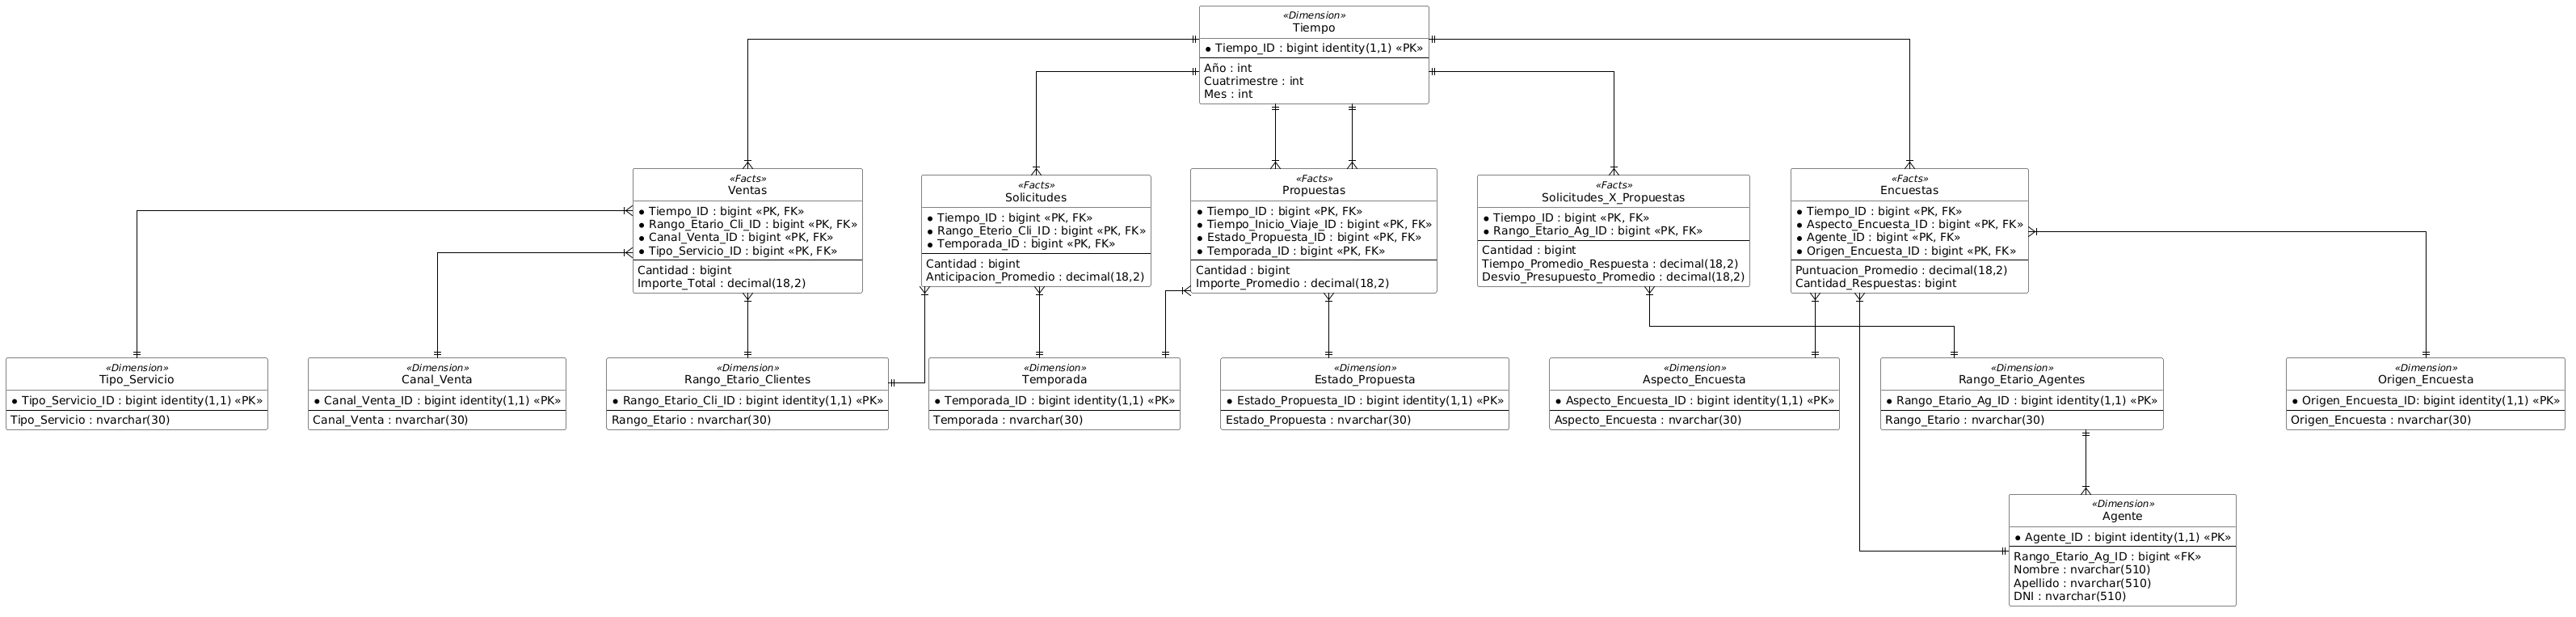 «Dimension»
Tiempo
Tiempo_ID : bigint identity(1,1) «PK»
Año : int
Cuatrimestre : int
Mes : int
«Facts»
Ventas
Tiempo_ID : bigint «PK, FK»
Rango_Etario_Cli_ID : bigint «PK, FK»
Canal_Venta_ID : bigint «PK, FK»
Tipo_Servicio_ID : bigint «PK, FK»
Cantidad : bigint
Importe_Total : decimal(18,2)
«Facts»
Solicitudes
Tiempo_ID : bigint «PK, FK»
Rango_Eterio_Cli_ID : bigint «PK, FK»
Temporada_ID : bigint «PK, FK»
Cantidad : bigint
Anticipacion_Promedio : decimal(18,2)
«Facts»
Propuestas
Tiempo_ID : bigint «PK, FK»
Tiempo_Inicio_Viaje_ID : bigint «PK, FK»
Estado_Propuesta_ID : bigint «PK, FK»
Temporada_ID : bigint «PK, FK»
Cantidad : bigint
Importe_Promedio : decimal(18,2)
«Facts»
Solicitudes_X_Propuestas
Tiempo_ID : bigint «PK, FK»
Rango_Etario_Ag_ID : bigint «PK, FK»
Cantidad : bigint
Tiempo_Promedio_Respuesta : decimal(18,2)
Desvio_Presupuesto_Promedio : decimal(18,2)
«Facts»
Encuestas
Tiempo_ID : bigint «PK, FK»
Aspecto_Encuesta_ID : bigint «PK, FK»
Agente_ID : bigint «PK, FK»
Origen_Encuesta_ID : bigint «PK, FK»
Puntuacion_Promedio : decimal(18,2)
Cantidad_Respuestas: bigint
«Dimension»
Tipo_Servicio
Tipo_Servicio_ID : bigint identity(1,1) «PK»
Tipo_Servicio : nvarchar(30)
«Dimension»
Canal_Venta
Canal_Venta_ID : bigint identity(1,1) «PK»
Canal_Venta : nvarchar(30)
«Dimension»
Rango_Etario_Clientes
Rango_Etario_Cli_ID : bigint identity(1,1) «PK»
Rango_Etario : nvarchar(30)
«Dimension»
Temporada
Temporada_ID : bigint identity(1,1) «PK»
Temporada : nvarchar(30)
«Dimension»
Estado_Propuesta
Estado_Propuesta_ID : bigint identity(1,1) «PK»
Estado_Propuesta : nvarchar(30)
«Dimension»
Aspecto_Encuesta
Aspecto_Encuesta_ID : bigint identity(1,1) «PK»
Aspecto_Encuesta : nvarchar(30)
«Dimension»
Rango_Etario_Agentes
Rango_Etario_Ag_ID : bigint identity(1,1) «PK»
Rango_Etario : nvarchar(30)
«Dimension»
Origen_Encuesta
Origen_Encuesta_ID: bigint identity(1,1) «PK»
Origen_Encuesta : nvarchar(30)
«Dimension»
Agente
Agente_ID : bigint identity(1,1) «PK»
Rango_Etario_Ag_ID : bigint «FK»
Nombre : nvarchar(510)
Apellido : nvarchar(510)
DNI : nvarchar(510)